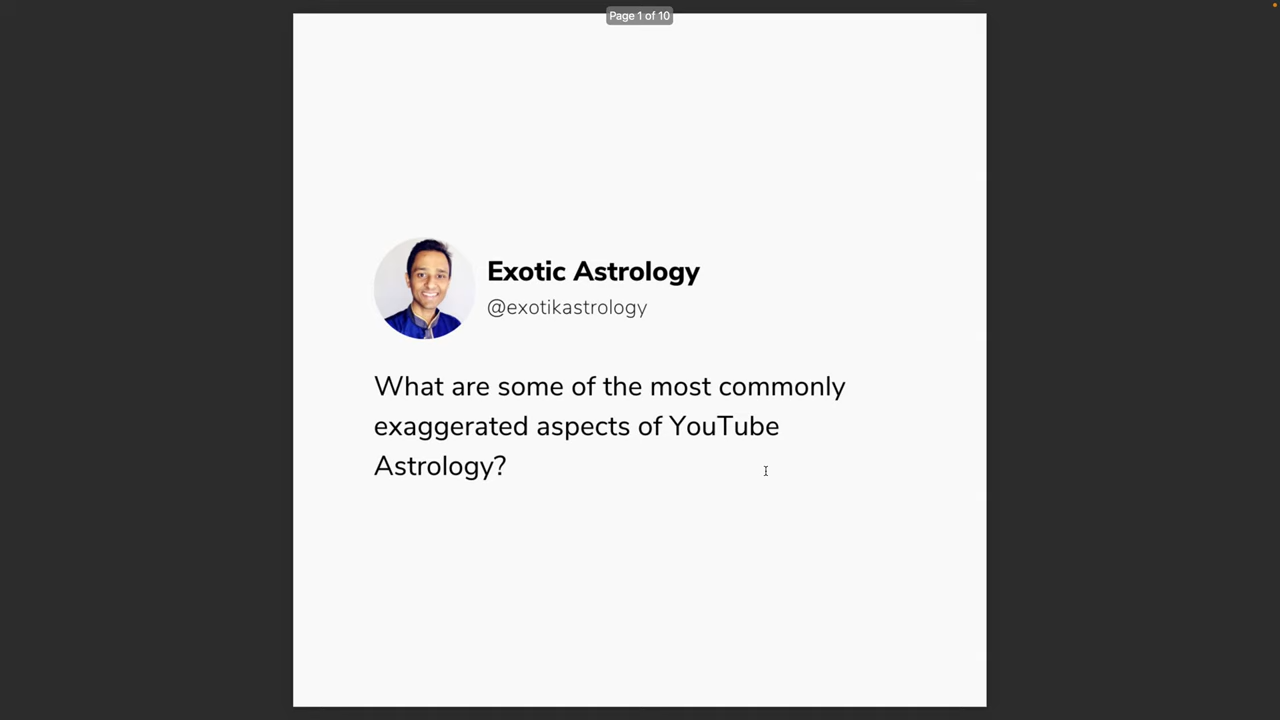 Page 1 of 10
Exotic Astrology
@exotikastrology
What are some of the most commonly
exaggerated aspects of YouTube
Astrology?